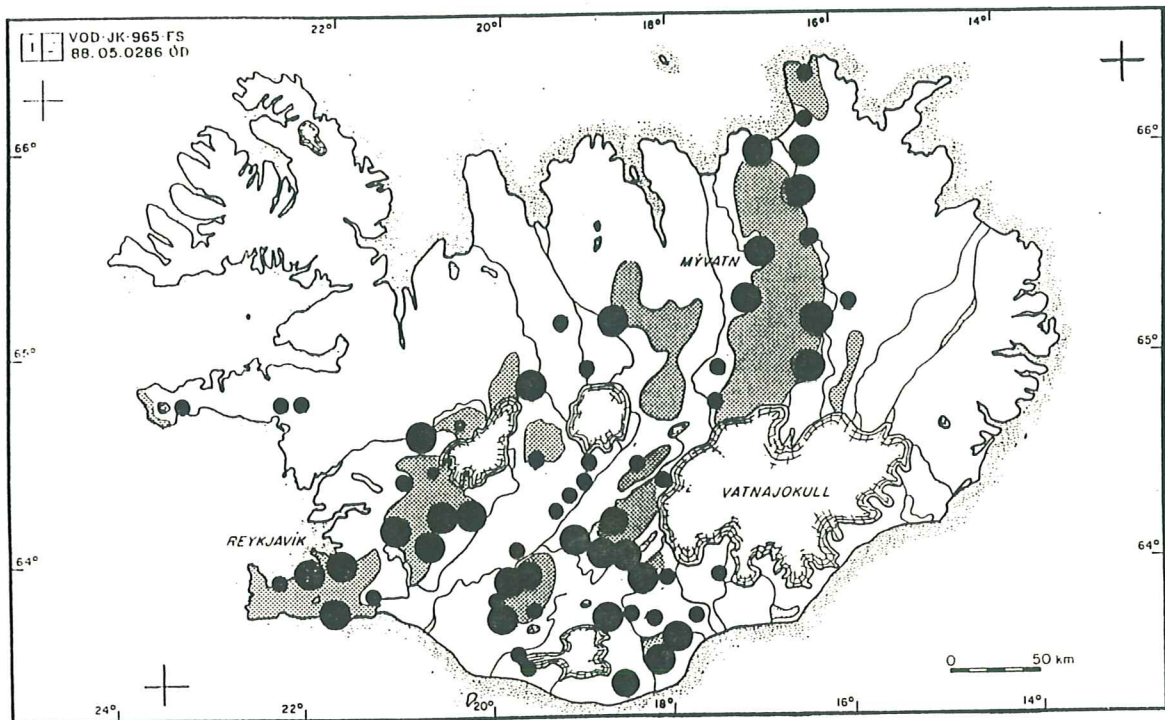 VOD-JK-965-FS
88.05.0286 ÓD
22° 20° 18° 16° 14°
66° 66°
MÝVATN
65° 65°
VATNAJOKULL
REYKJAVÍK
64° 64°
0 50 km
24° 22° 20° 18° 16° 14°